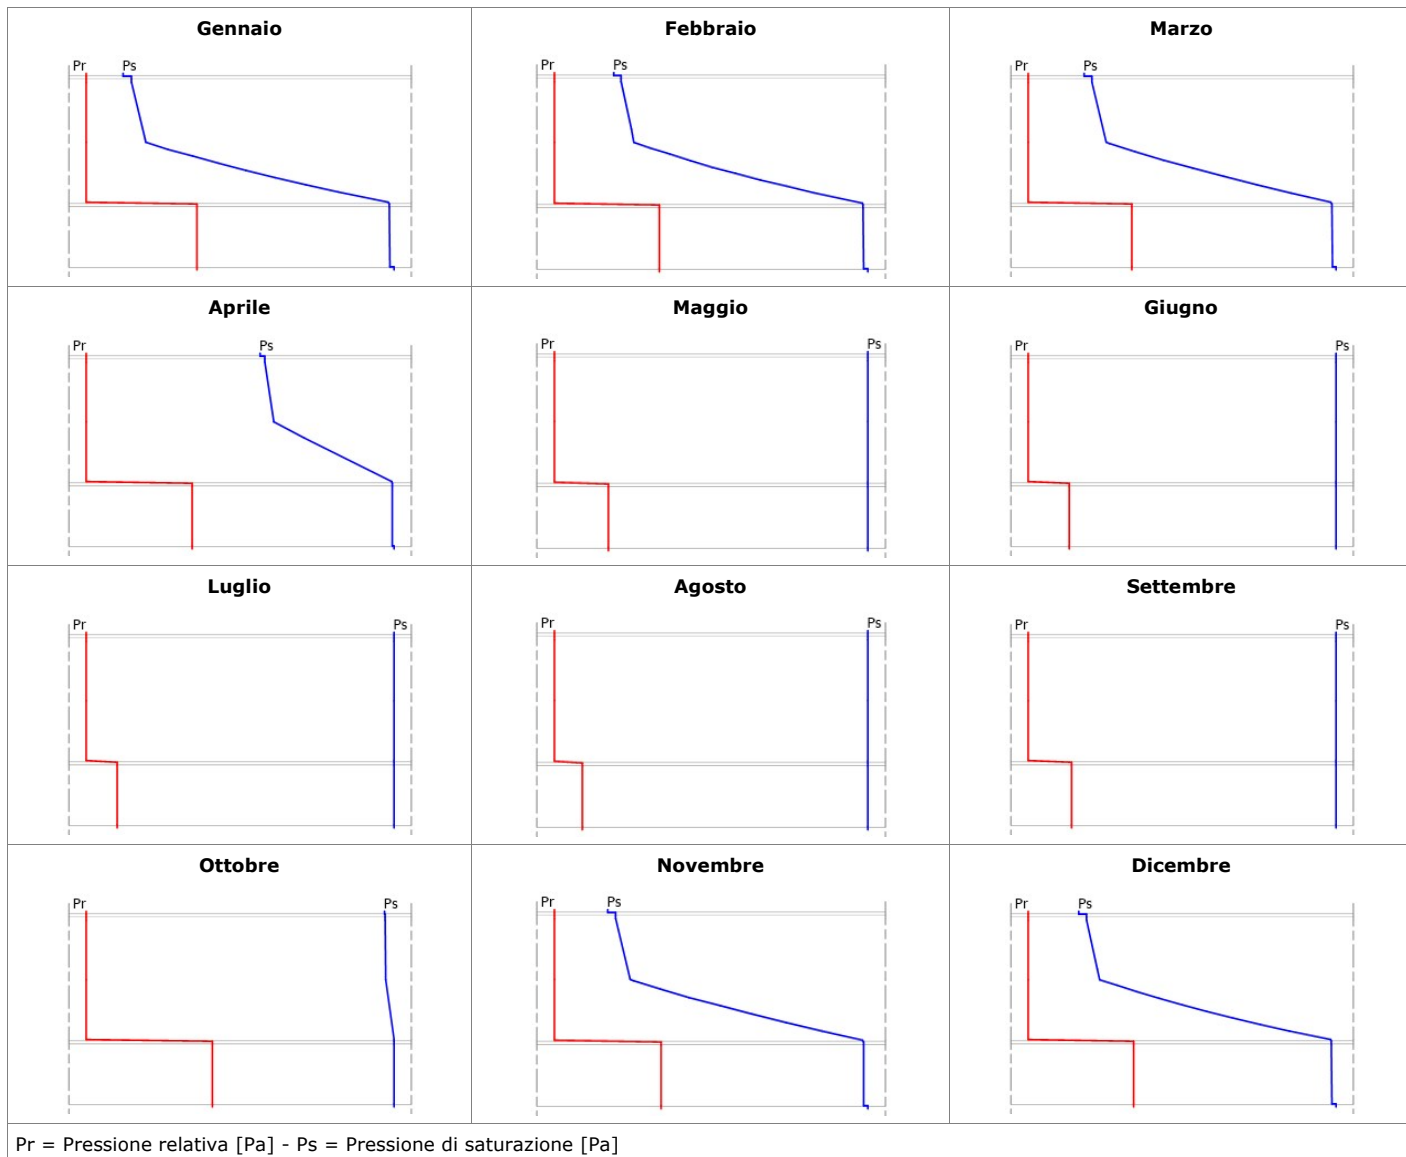 Gennaio
Febbraio
Marzo
Pr Ps
Pr Ps
Pr Ps
Aprile
Maggio
Giugno
Pr Ps
Pr Ps
Pr Ps
Luglio
Agosto
Settembre
Pr Ps
Pr Ps
Pr Ps
Ottobre
Novembre
Dicembre
Pr Ps
Pr Ps
Pr Ps
Pr = Pressione relativa [Pa] - Ps = Pressione di saturazione [Pa]